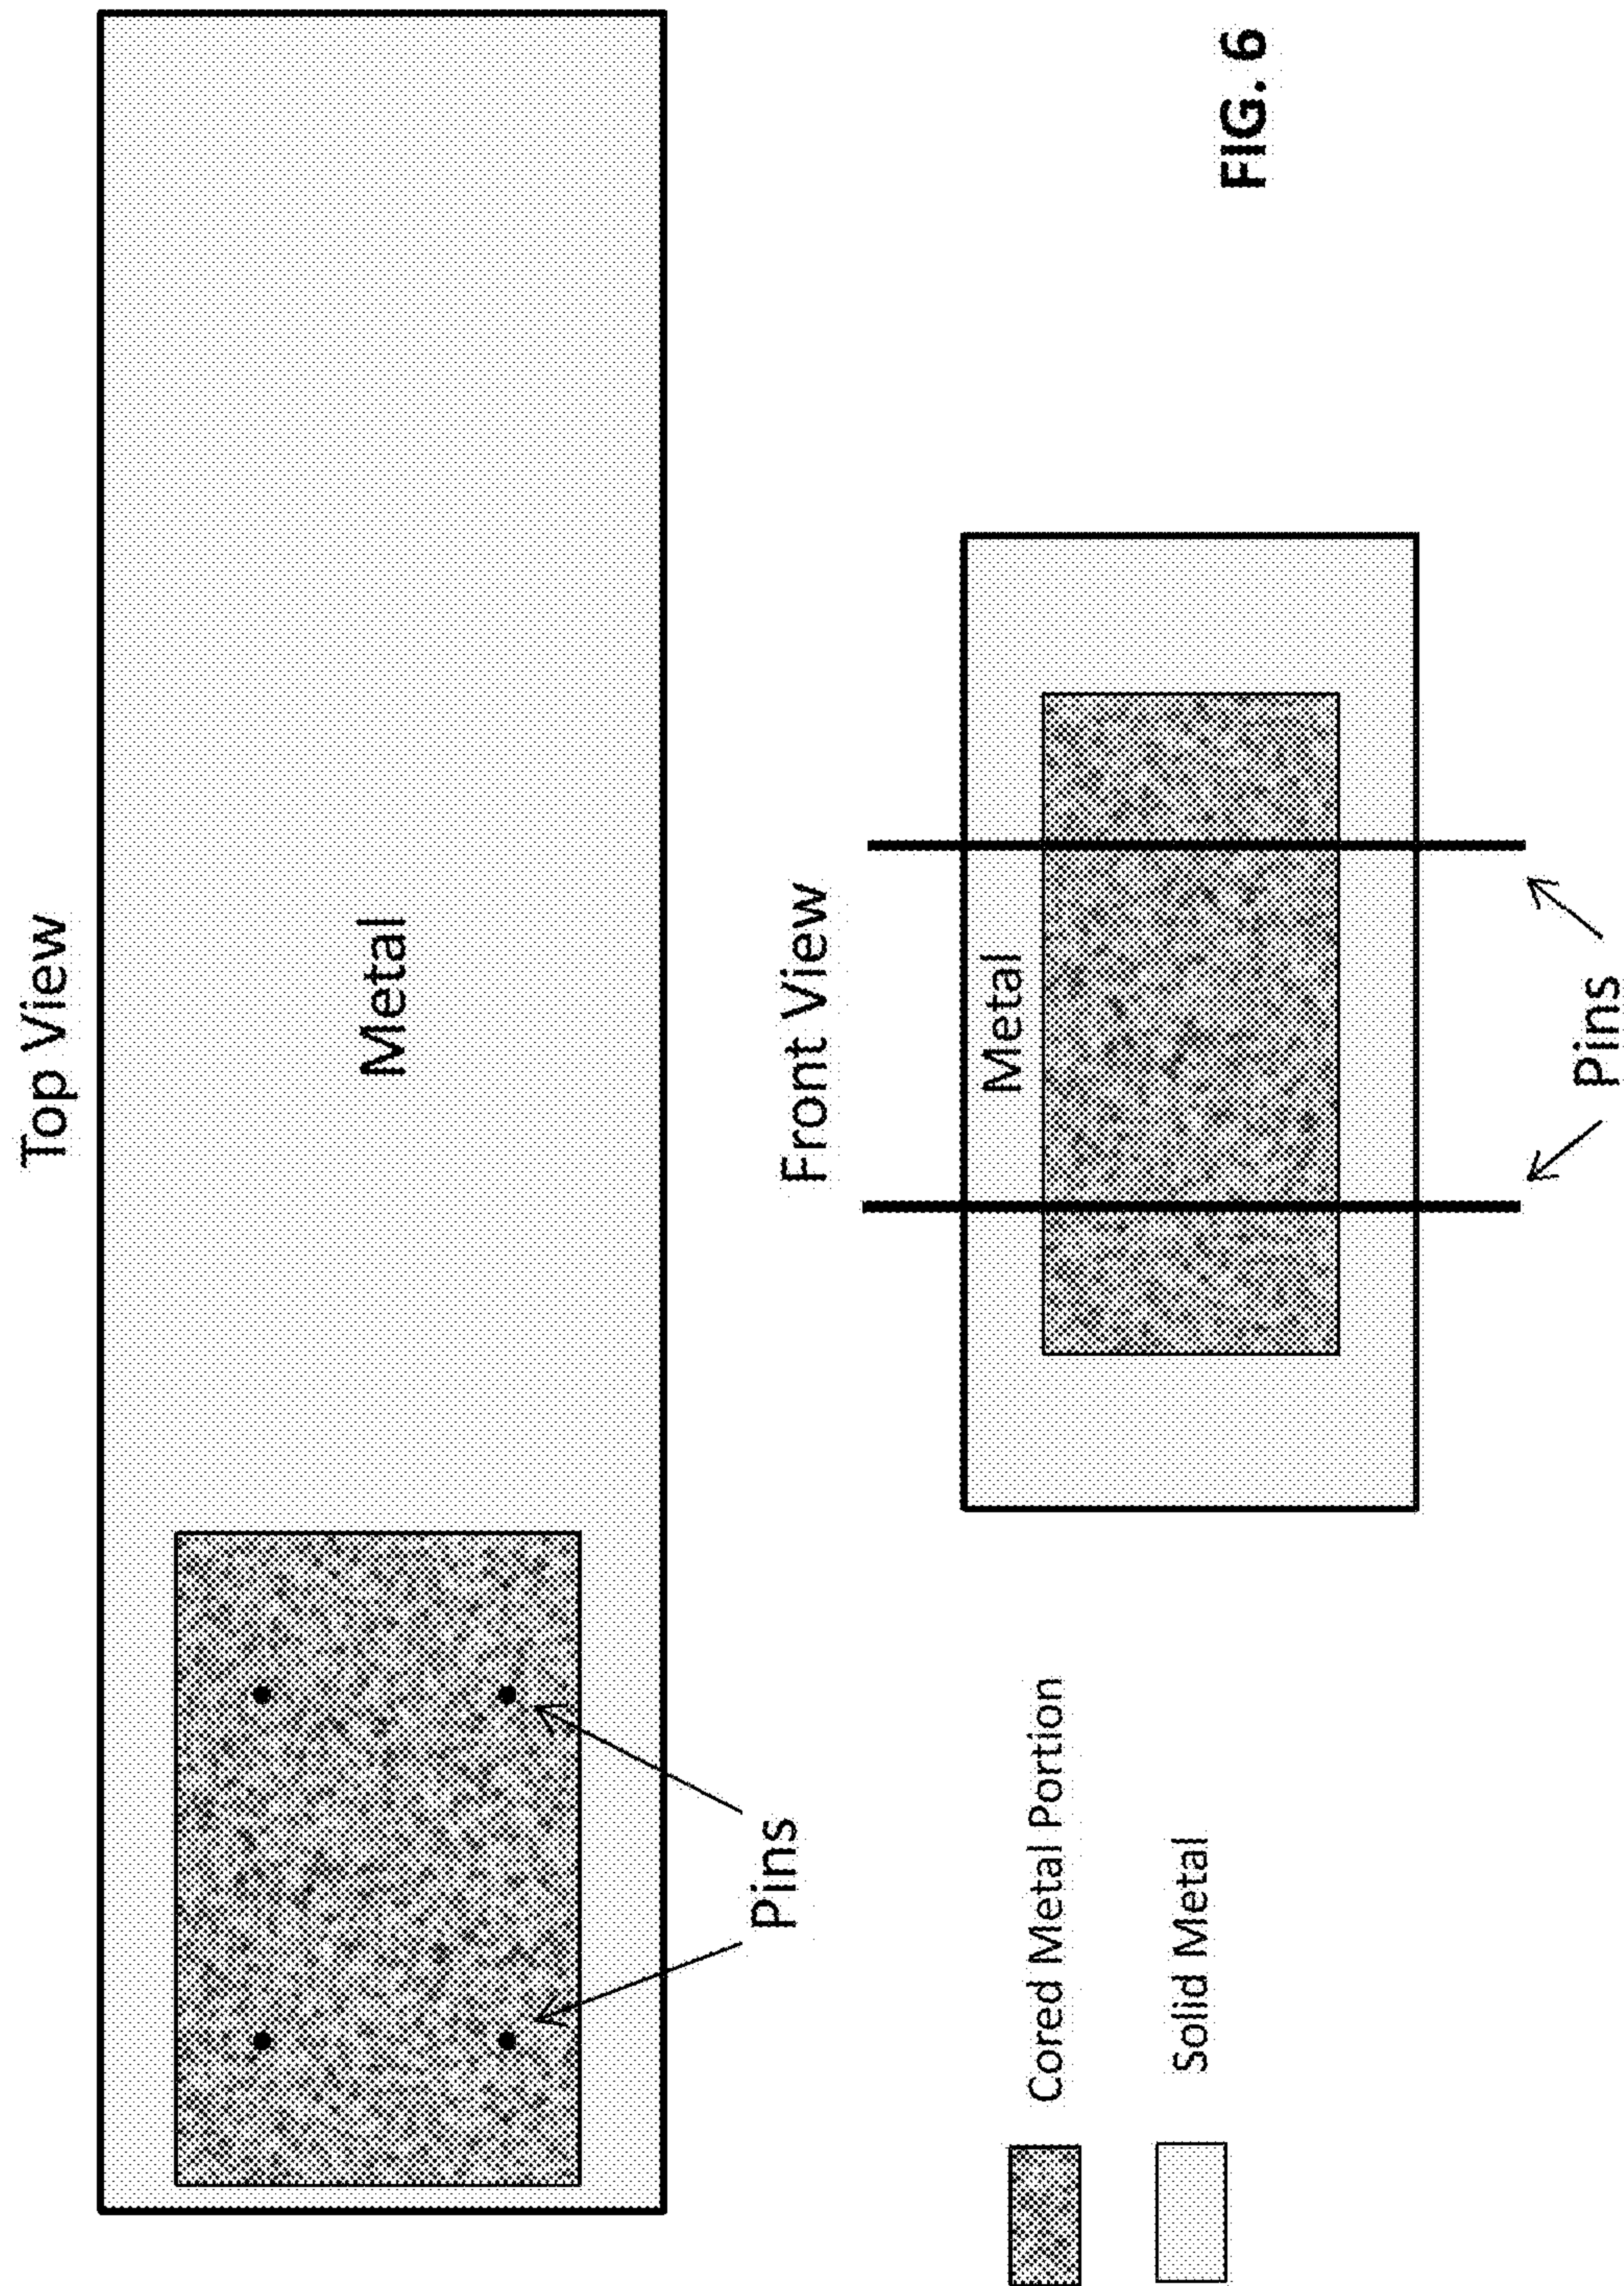 Top View
Metal
Pins
Front View
Metal
Pins
Cored Metal Portion
Solid Metal
FIG. 6